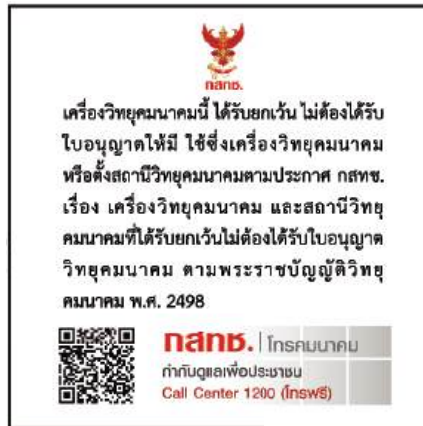 กสทช.
เครื่องวิทยุคมนาคมนี้ ได้รับยกเว้น ไม่ต้องได้รับ
ใบอนุญาตให้มี ใช้ซึ่งเครื่องวิทยุคมนาคม
หรือตั้งสถานีวิทยุคมนาคมตามประกาศ กสทช.
เรื่อง เครื่องวิทยุคมนาคม และสถานีวิทยุ
คมนาคมที่ได้รับยกเว้นไม่ต้องได้รับใบอนุญาต
วิทยุคมนาคม ตามพระราชบัญญัติวิทยุ
คมนาคม พ.ศ. 2498
กสทช. | โทรคมนาคม
กำกับดูแลเพื่อประชาชน
Call Center 1200 (โทรฟรี)